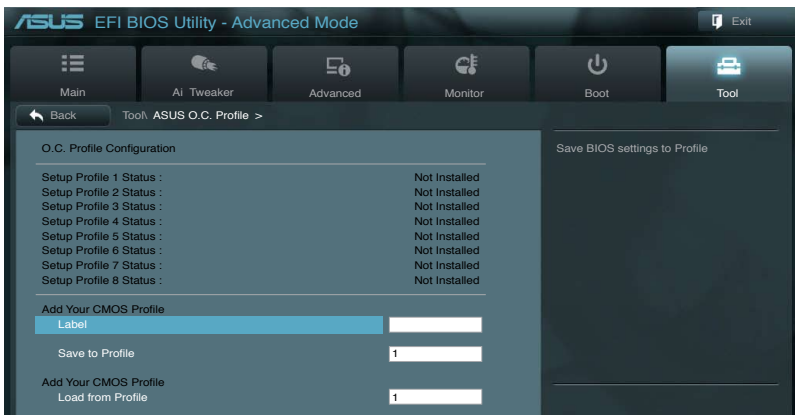 ASUS EFI BIOS Utility - Advanced Mode
Exit
Main
Ai Tweaker
Advanced
Monitor
Boot
Tool
Back
Tool\ ASUS O.C. Profile >
O.C. Profile Configuration
Save BIOS settings to Profile
Setup Profile 1 Status : Not Installed
Setup Profile 2 Status : Not Installed
Setup Profile 3 Status : Not Installed
Setup Profile 4 Status : Not Installed
Setup Profile 5 Status : Not Installed
Setup Profile 6 Status : Not Installed
Setup Profile 7 Status : Not Installed
Setup Profile 8 Status : Not Installed
Add Your CMOS Profile
Label
Save to Profile 1
Add Your CMOS Profile
Load from Profile 1